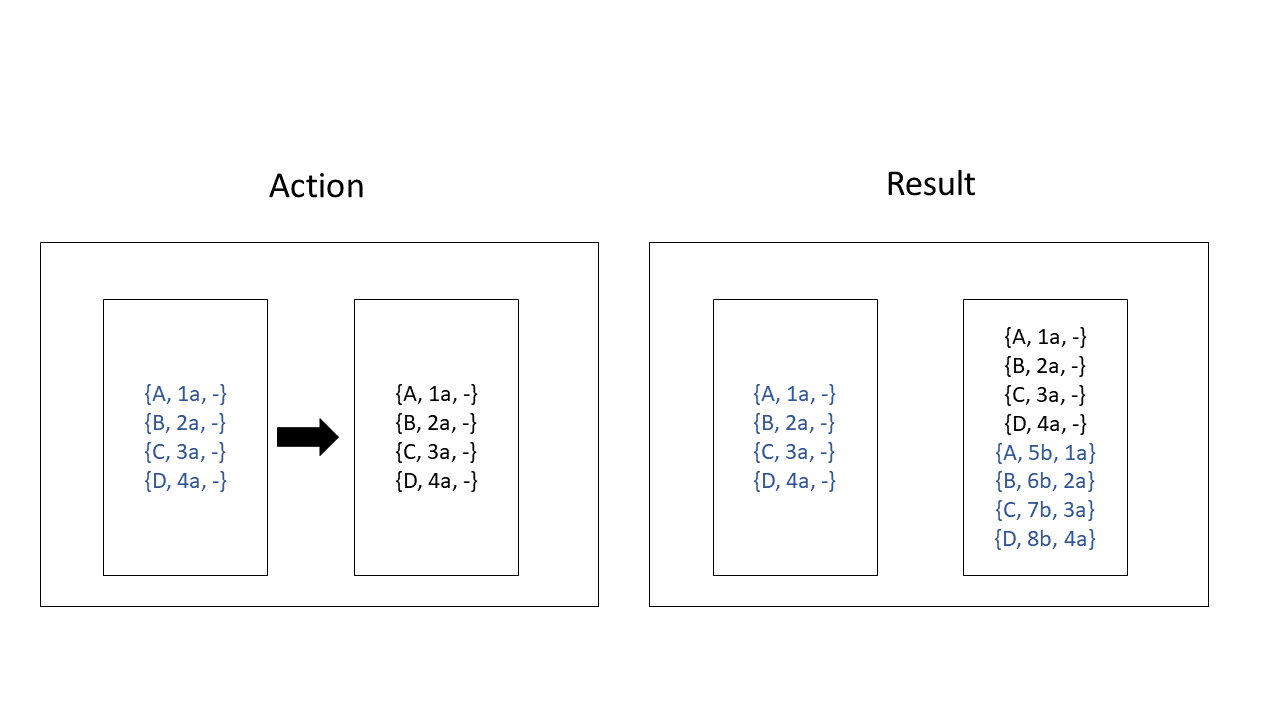 Action
{A, 1a, -}
{B, 2a, -}
{C, 3a, -}
{D, 4a, -}
{A, 1a, -}
{B, 2a, -}
{C, 3a, -}
{D, 4a, -}
Result
{A, 1a, -}
{B, 2a, -}
{C, 3a, -}
{D, 4a, -}
{A, 1a, -}
{B, 2a, -}
{C, 3a, -}
{D, 4a, -}
{A, 5b, 1a}
{B, 6b, 2a}
{C, 7b, 3a}
{D, 8b, 4a}